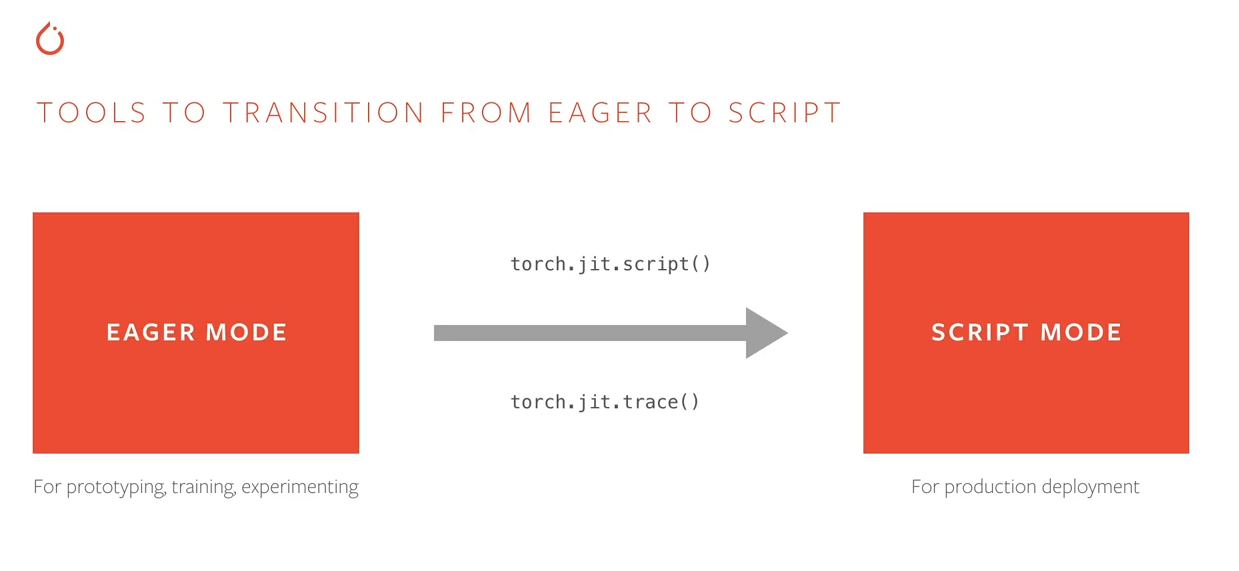 TOOLS TO TRANSITION FROM EAGER TO SCRIPT
EAGER MODE
For prototyping, training, experimenting
torch.jit.script()
torch.jit.trace()
SCRIPT MODE
For production deployment